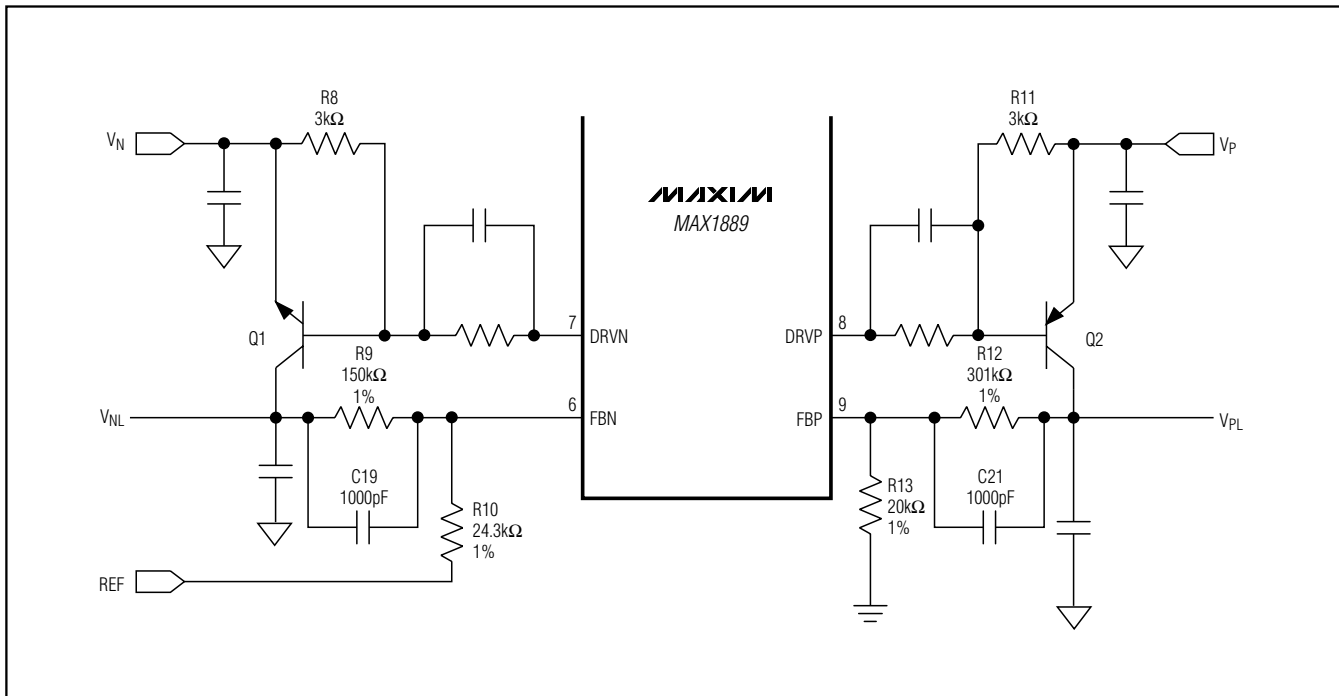 R8
3kΩ
V_N
R11
3kΩ
V_P
MAXIM
MAX1889
Q1
7
DRVN
DRVP
8
Q2
R9
150kΩ
1%
R12
301kΩ
1%
V_NL
6
FBN
FBP
9
V_PL
C19
1000pF
R10
24.3kΩ
1%
R13
20kΩ
1%
C21
1000pF
REF